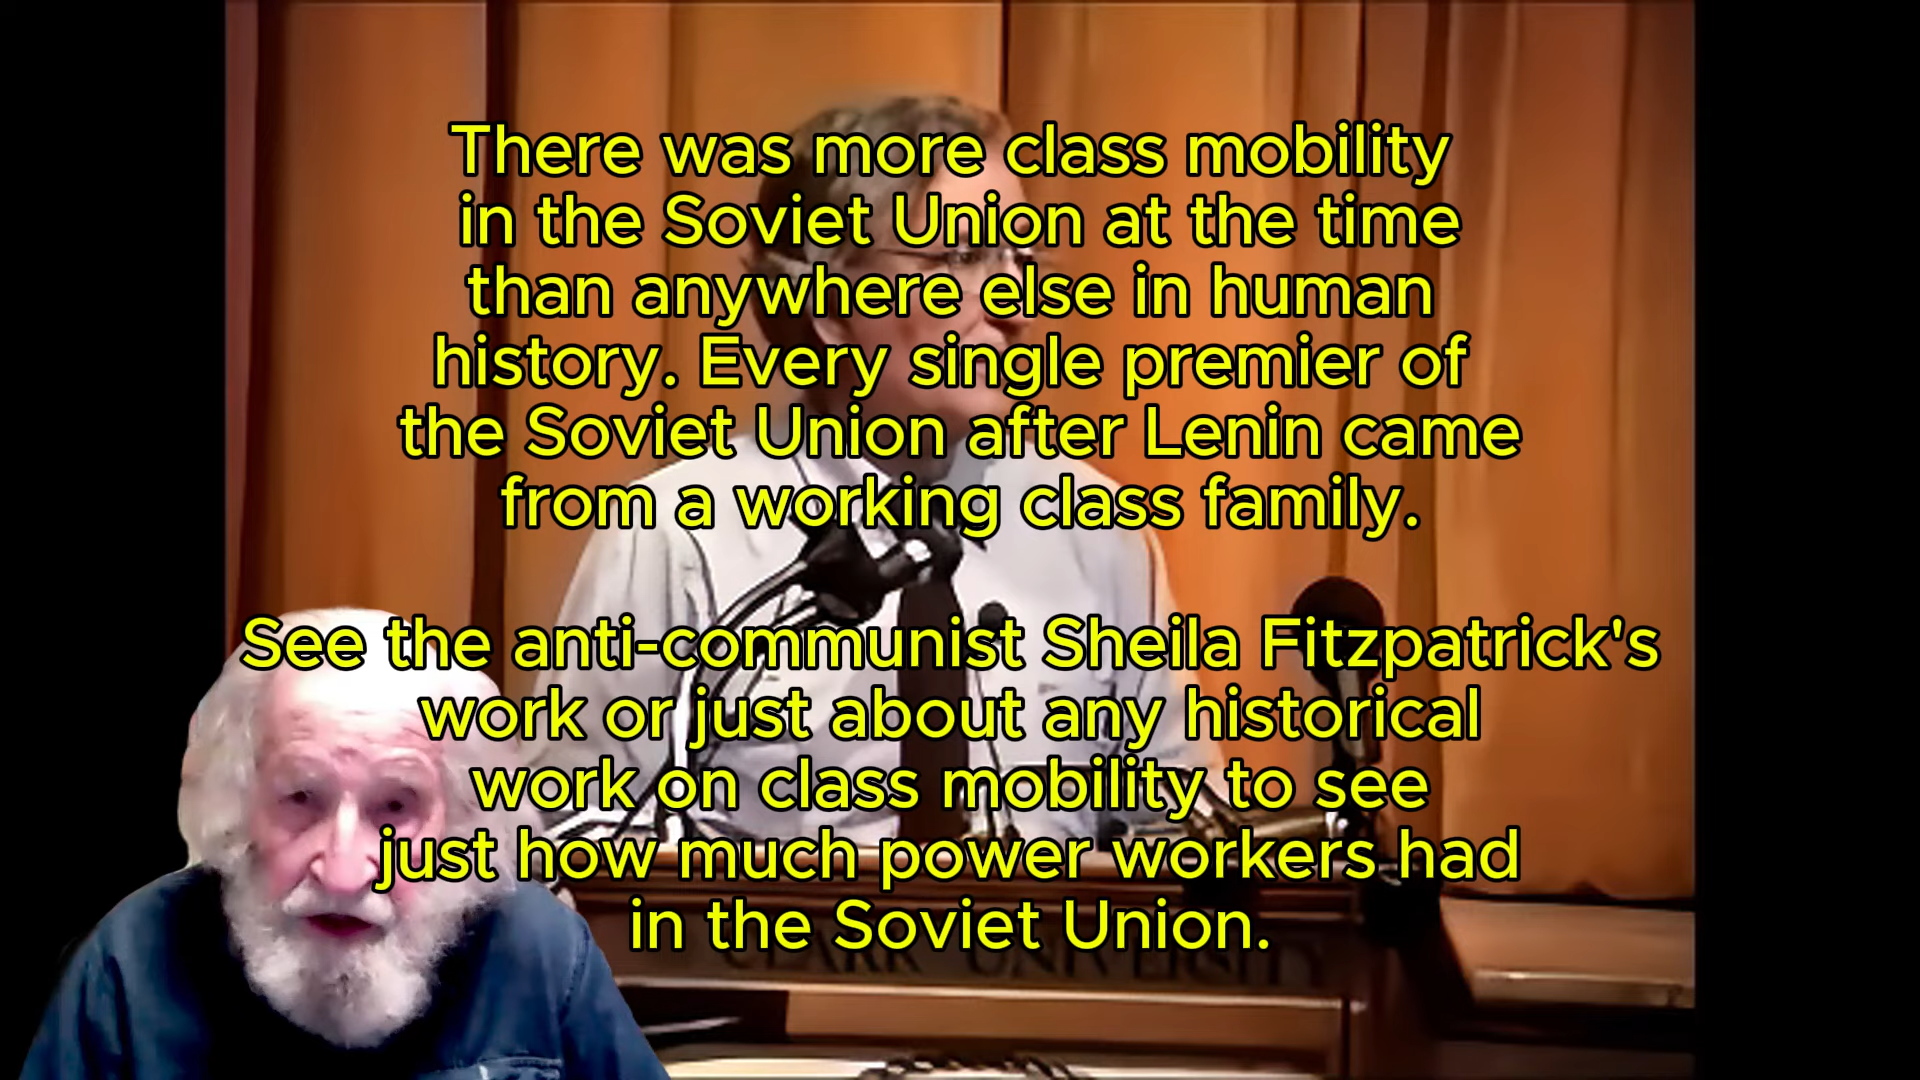 There was more class mobility
in the Soviet Union at the time
than anywhere else in human
history. Every single premier of
the Soviet Union after Lenin came
from a working class family.
See the anti-communist Sheila Fitzpatrick's
work or just about any historical
work on class mobility to see
just how much power workers had
in the Soviet Union.
CLARK UNIVERSITY